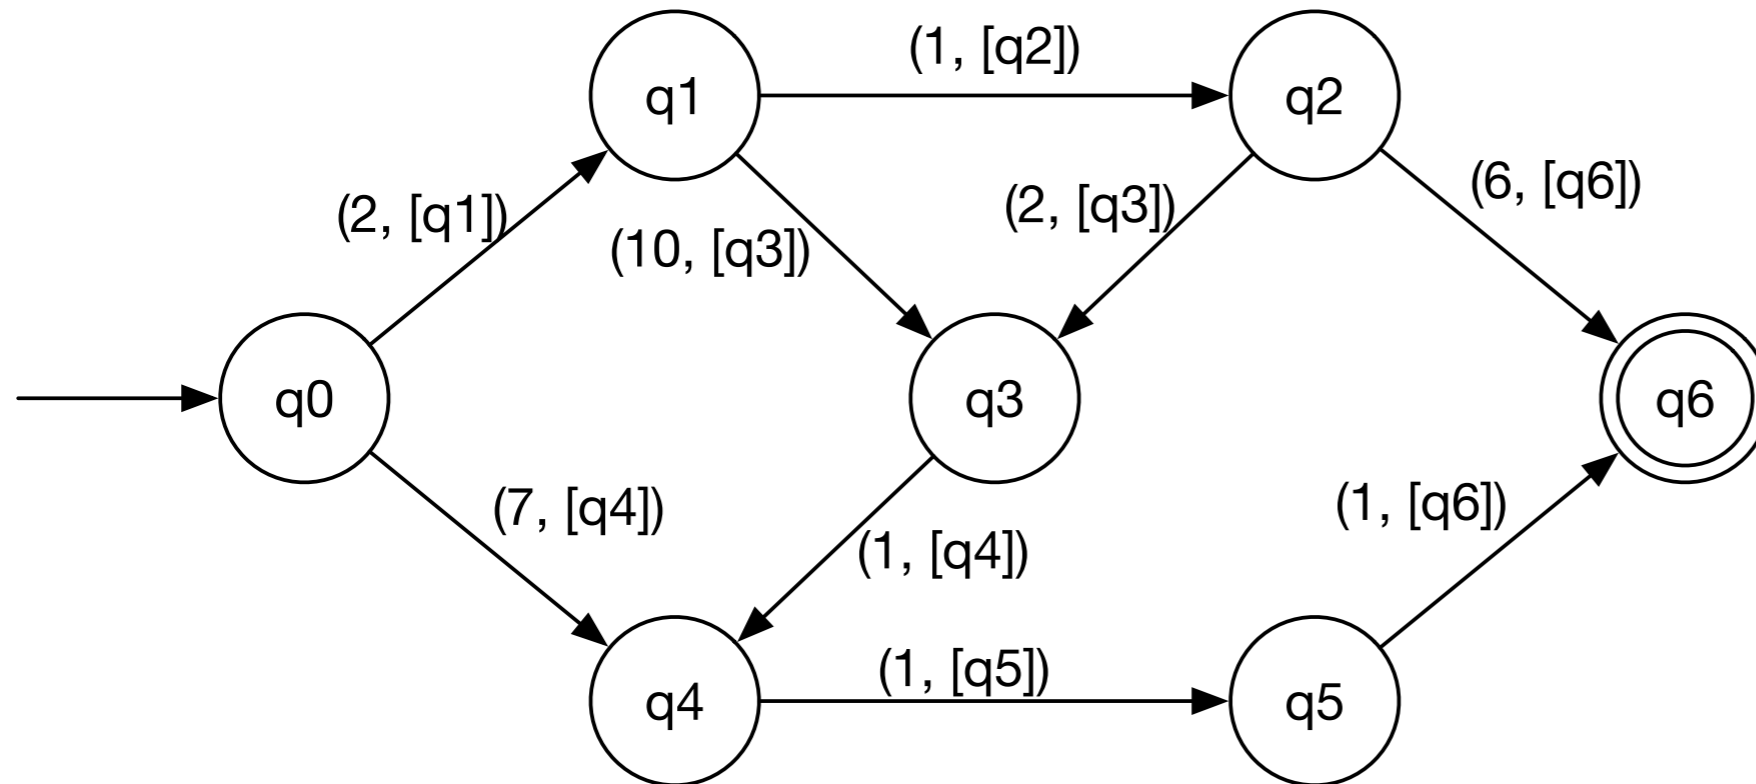 (1, [q2])
q1
q2
(2, [q1])
(10, [q3])
(2, [q3])
(6, [q6])
q0
q3
q6
(7, [q4])
(1, [q4])
(1, [q6])
(1, [q5])
q4
q5